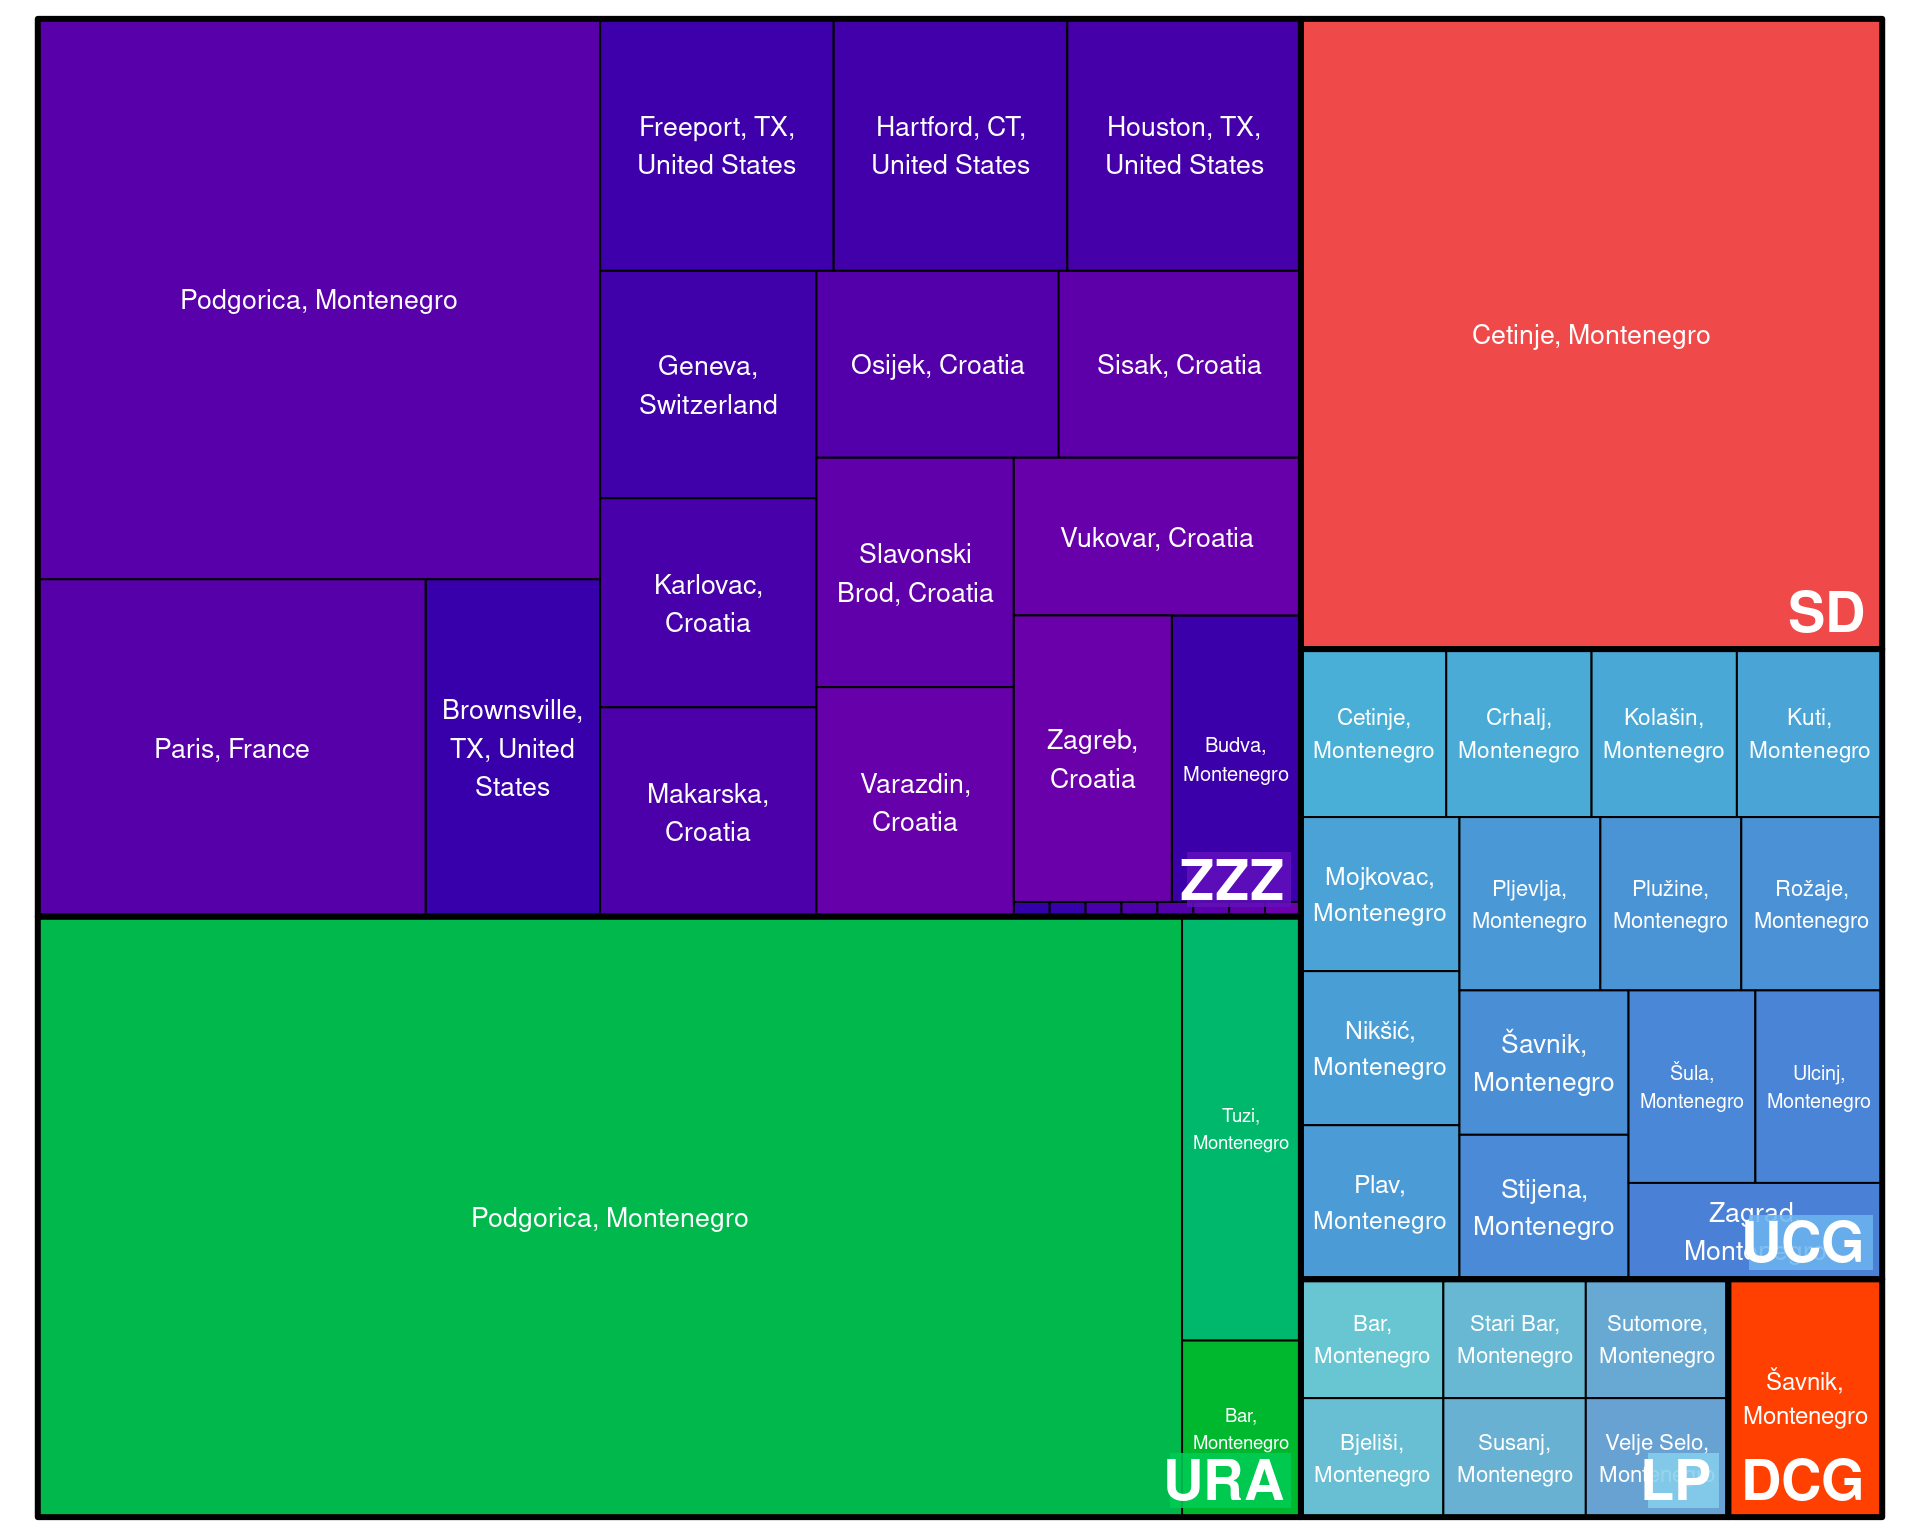 Podgorica, Montenegro
Freeport, TX,
United States
Hartford, CT,
United States
Houston, TX,
United States
Geneva,
Switzerland
Osijek, Croatia
Sisak, Croatia
Karlovac,
Croatia
Slavonski
Brod, Croatia
Vukovar, Croatia
Paris, France
Brownsville,
TX, United
States
Makarska,
Croatia
Varazdin,
Croatia
Zagreb,
Croatia
Budva,
Montenegro
ZZZ
Cetinje, Montenegro
SD
Podgorica, Montenegro
Tuzi,
Montenegro
Bar,
Montenegro
URA
Cetinje,
Montenegro
Crhalj,
Montenegro
Kolašin,
Montenegro
Kuti,
Montenegro
Mojkovac,
Montenegro
Pljevlja,
Montenegro
Plužine,
Montenegro
Rožaje,
Montenegro
Nikšić,
Montenegro
Šavnik,
Montenegro
Šula,
Montenegro
Ulcinj,
Montenegro
Plav,
Montenegro
Stijena,
Montenegro
Zagrad,
Montenegro
UCG
Bar,
Montenegro
Stari Bar,
Montenegro
Sutomore,
Montenegro
Bjeliši,
Montenegro
Susanj,
Montenegro
Velje Selo,
Montenegro
LP
Šavnik,
Montenegro
DCG